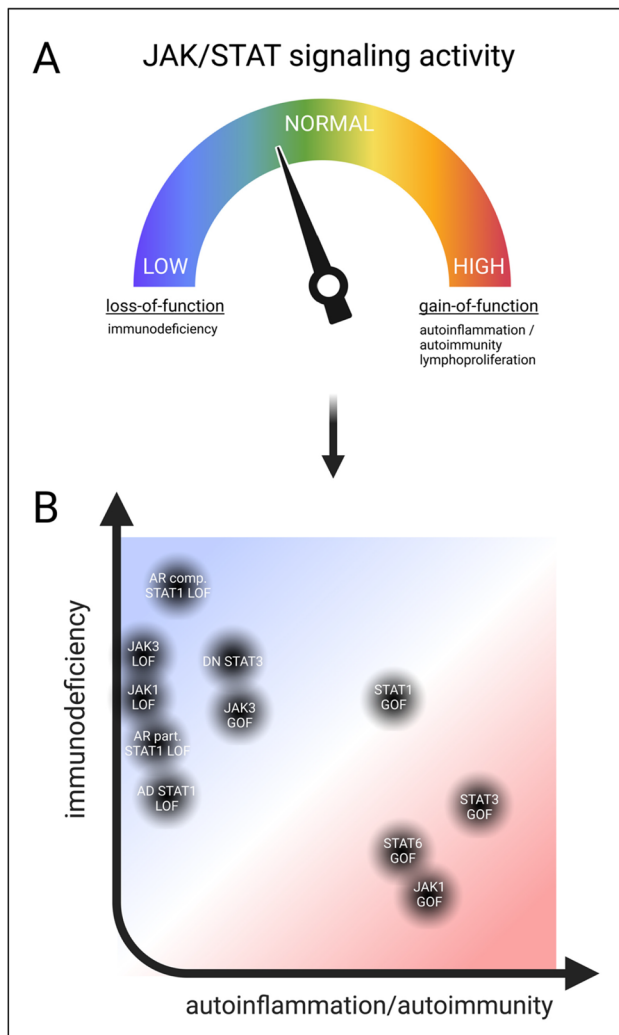 A
JAK/STAT signaling activity
NORMAL
LOW
HIGH
loss-of-function
immunodeficiency
gain-of-function
autoinflammation /
autoimmunity
lymphoproliferation
B
immunodeficiency
AR comp.
STAT1 LOF
JAK3
LOF
DN STAT3
JAK1
LOF
JAK3
GOF
STAT1
GOF
AR part.
STAT1 LOF
AD STAT1
LOF
STAT3
GOF
STAT6
GOF
JAK1
GOF
autoinflammation/autoimmunity